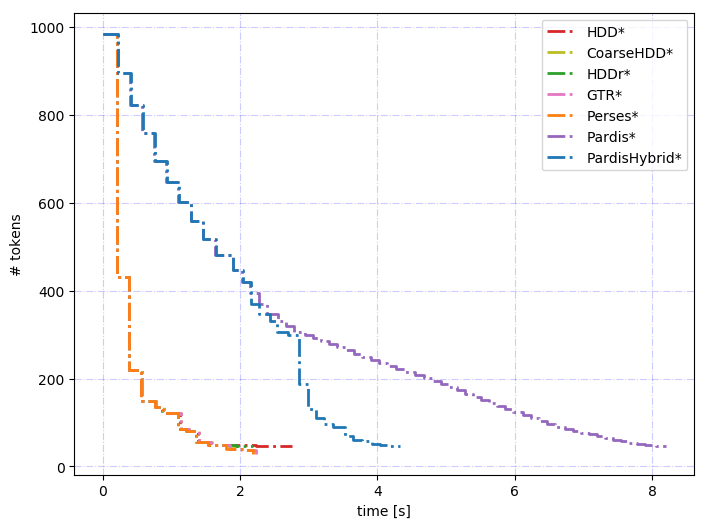 1000
800
600
400
200
0
# tokens
0 2 4 6 8
time [s]
HDD*
CoarseHDD*
HDDr*
GTR*
Perses*
Pardis*
PardisHybrid*